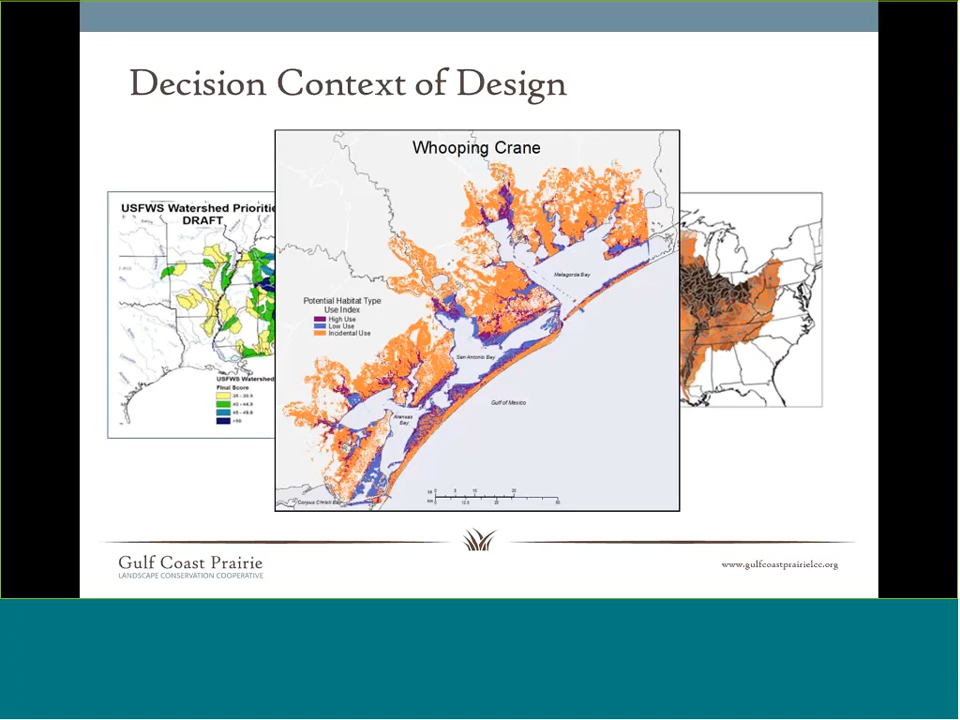 Decision Context of Design
Whooping Crane
USFWS Watershed Prioritie
DRAFT
Matagorda Bay
Potential Habitat Type
Use Index
High Use
Low Use
Incidental Use
San Antonio Bay
Gulf of Mexico
Aransas
Bay
Corpus Christi Bay
USFWS Watershed
Final Score
Gulf Coast Prairie
LANDSCAPE CONSERVATION COOPERATIVE
www.gulfcoastprairielcc.org